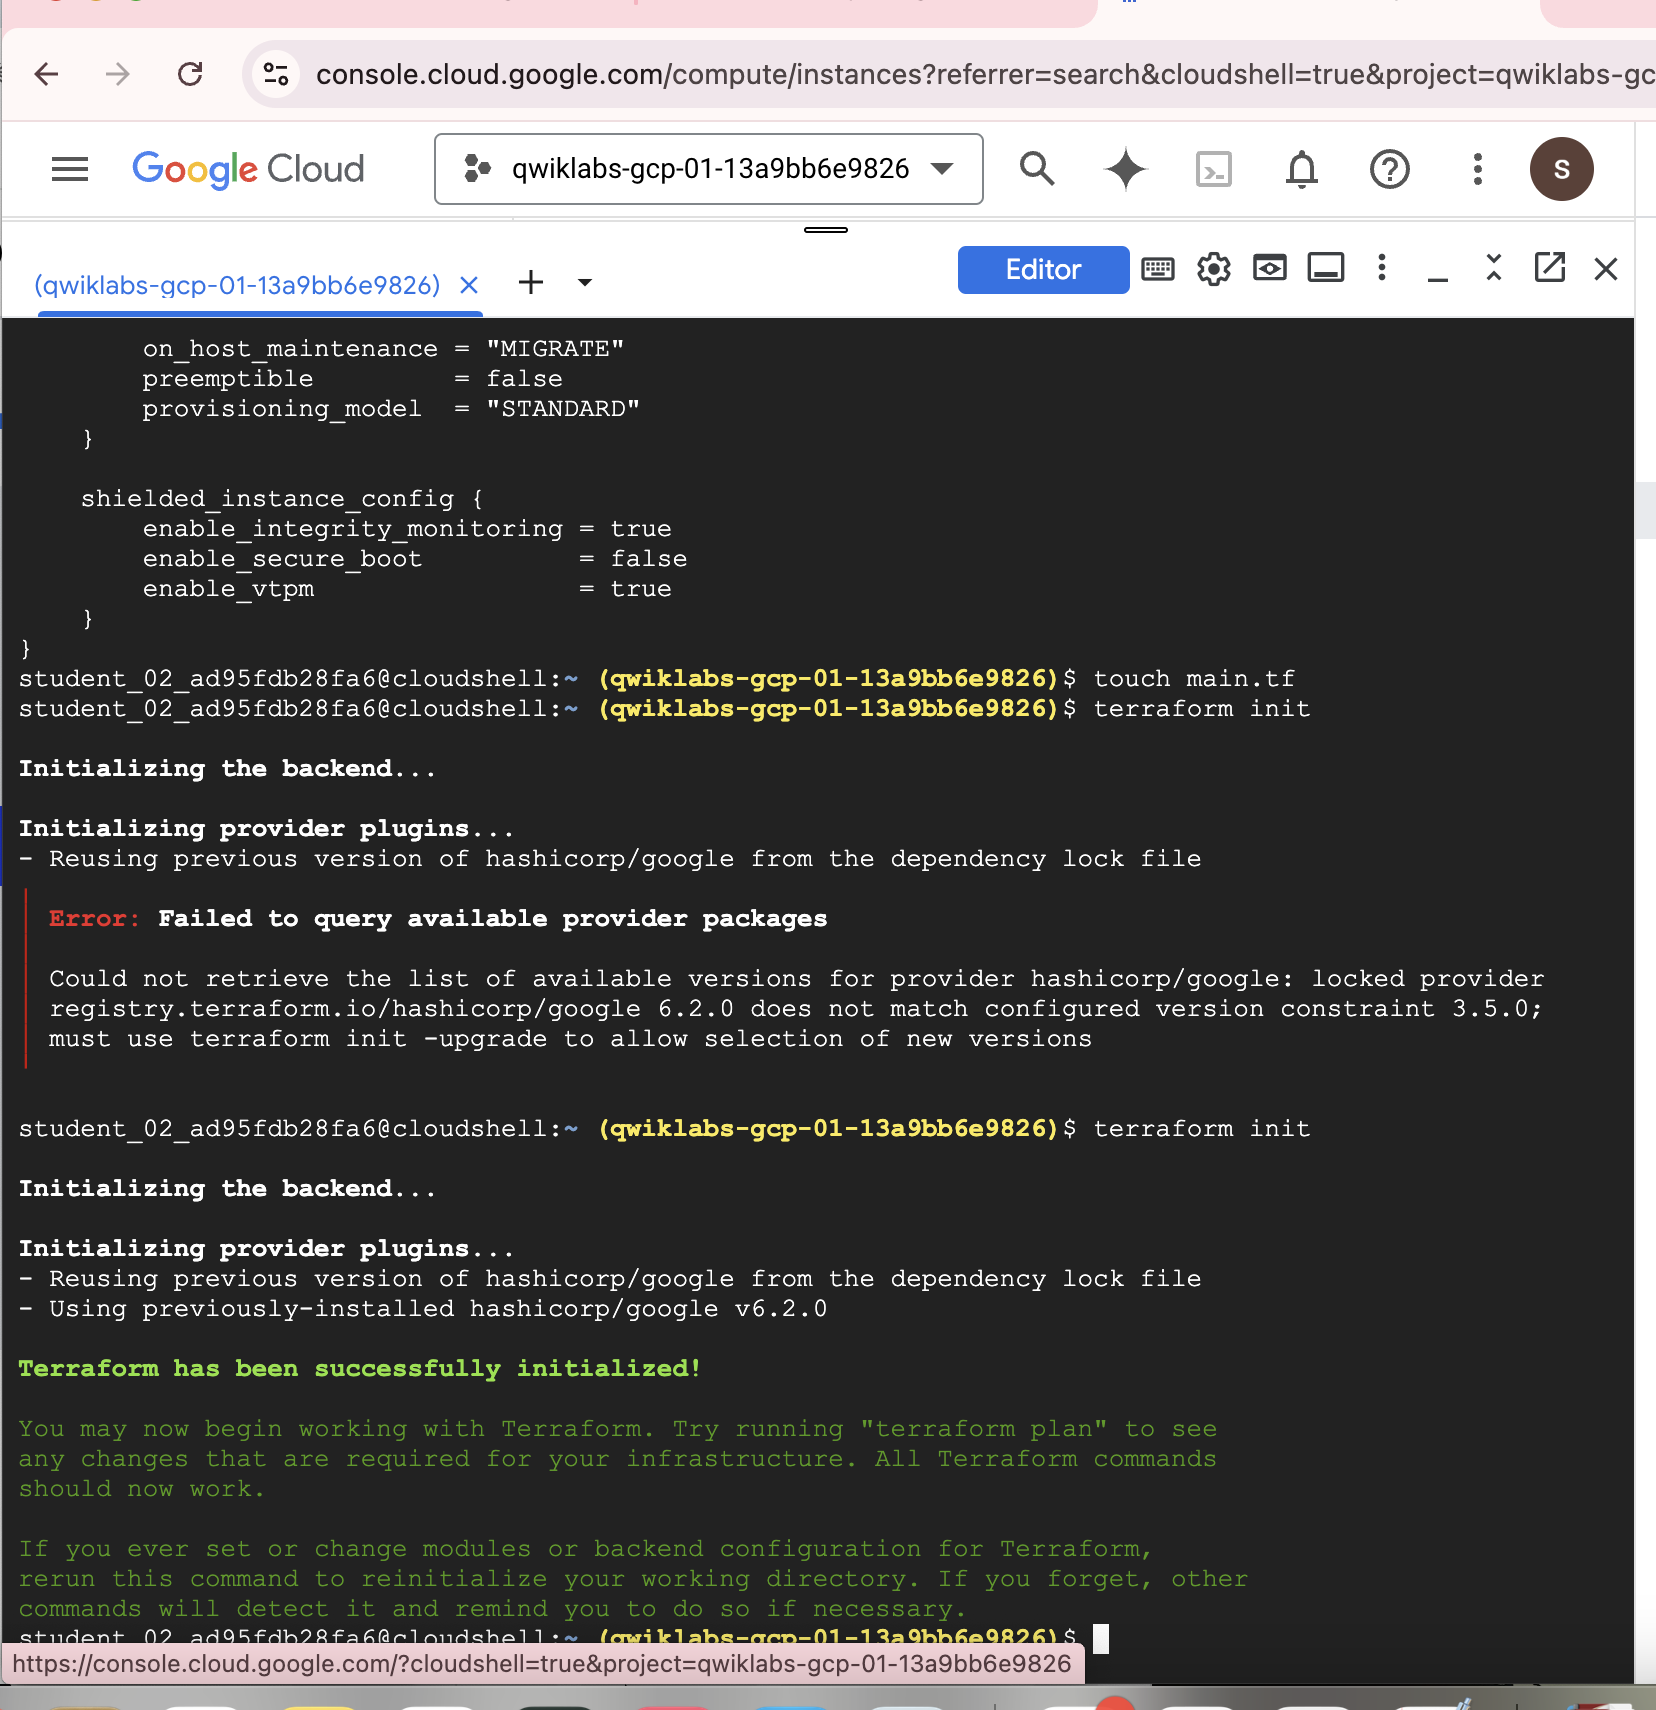 console.cloud.google.com/compute/instances?referrer=search&cloudshell=true&project=qwiklabs-gc
Google Cloud
qwiklabs-gcp-01-13a9bb6e9826
S
(qwiklabs-gcp-01-13a9bb6e9826)
Editor
on_host_maintenance = "MIGRATE"
preemptible = false
provisioning_model = "STANDARD"
}
shielded_instance_config {
enable_integrity_monitoring = true
enable_secure_boot = false
enable_vtpm = true
}
}
student_02_ad95fdb28fa6@cloudshell:~ (qwiklabs-gcp-01-13a9bb6e9826)$ touch main.tf
student_02_ad95fdb28fa6@cloudshell:~ (qwiklabs-gcp-01-13a9bb6e9826)$ terraform init
Initializing the backend...
Initializing provider plugins...
- Reusing previous version of hashicorp/google from the dependency lock file
Error: Failed to query available provider packages
Could not retrieve the list of available versions for provider hashicorp/google: locked provider
registry.terraform.io/hashicorp/google 6.2.0 does not match configured version constraint 3.5.0;
must use terraform init -upgrade to allow selection of new versions
student_02_ad95fdb28fa6@cloudshell:~ (qwiklabs-gcp-01-13a9bb6e9826)$ terraform init
Initializing the backend...
Initializing provider plugins...
- Reusing previous version of hashicorp/google from the dependency lock file
- Using previously-installed hashicorp/google v6.2.0
Terraform has been successfully initialized!
You may now begin working with Terraform. Try running "terraform plan" to see
any changes that are required for your infrastructure. All Terraform commands
should now work.
If you ever set or change modules or backend configuration for Terraform,
rerun this command to reinitialize your working directory. If you forget, other
commands will detect it and remind you to do so if necessary.
student_02_ad95fdb28fa6@cloudshell:~ (qwiklabs-gcp-01-13a9bb6e9826)$
https://console.cloud.google.com/?cloudshell=true&project=qwiklabs-gcp-01-13a9bb6e9826